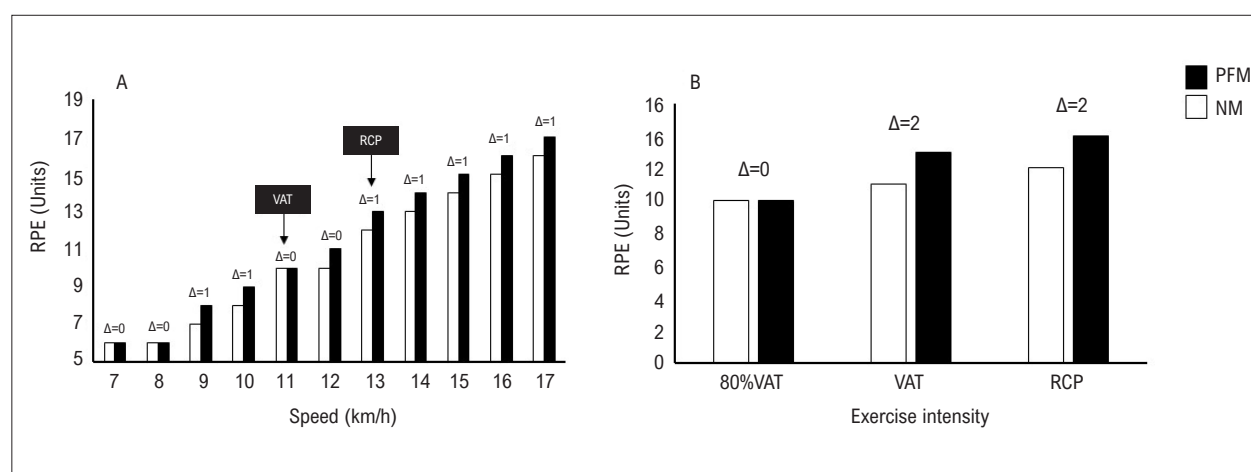 A
RPE (Units)
19
17
15
13
11
9
7
5
Δ=0
Δ=0
Δ=1
Δ=1
VAT
Δ=0
Δ=0
RCP
Δ=1
Δ=1
Δ=1
Δ=1
Δ=1
7 8 9 10 11 12 13 14 15 16 17
Speed (km/h)
B
RPE (Units)
16
16
12
10
8
6
4
2
0
Δ=0
Δ=2
Δ=2
80%VAT VAT RCP
Exercise intensity
PFM
NM